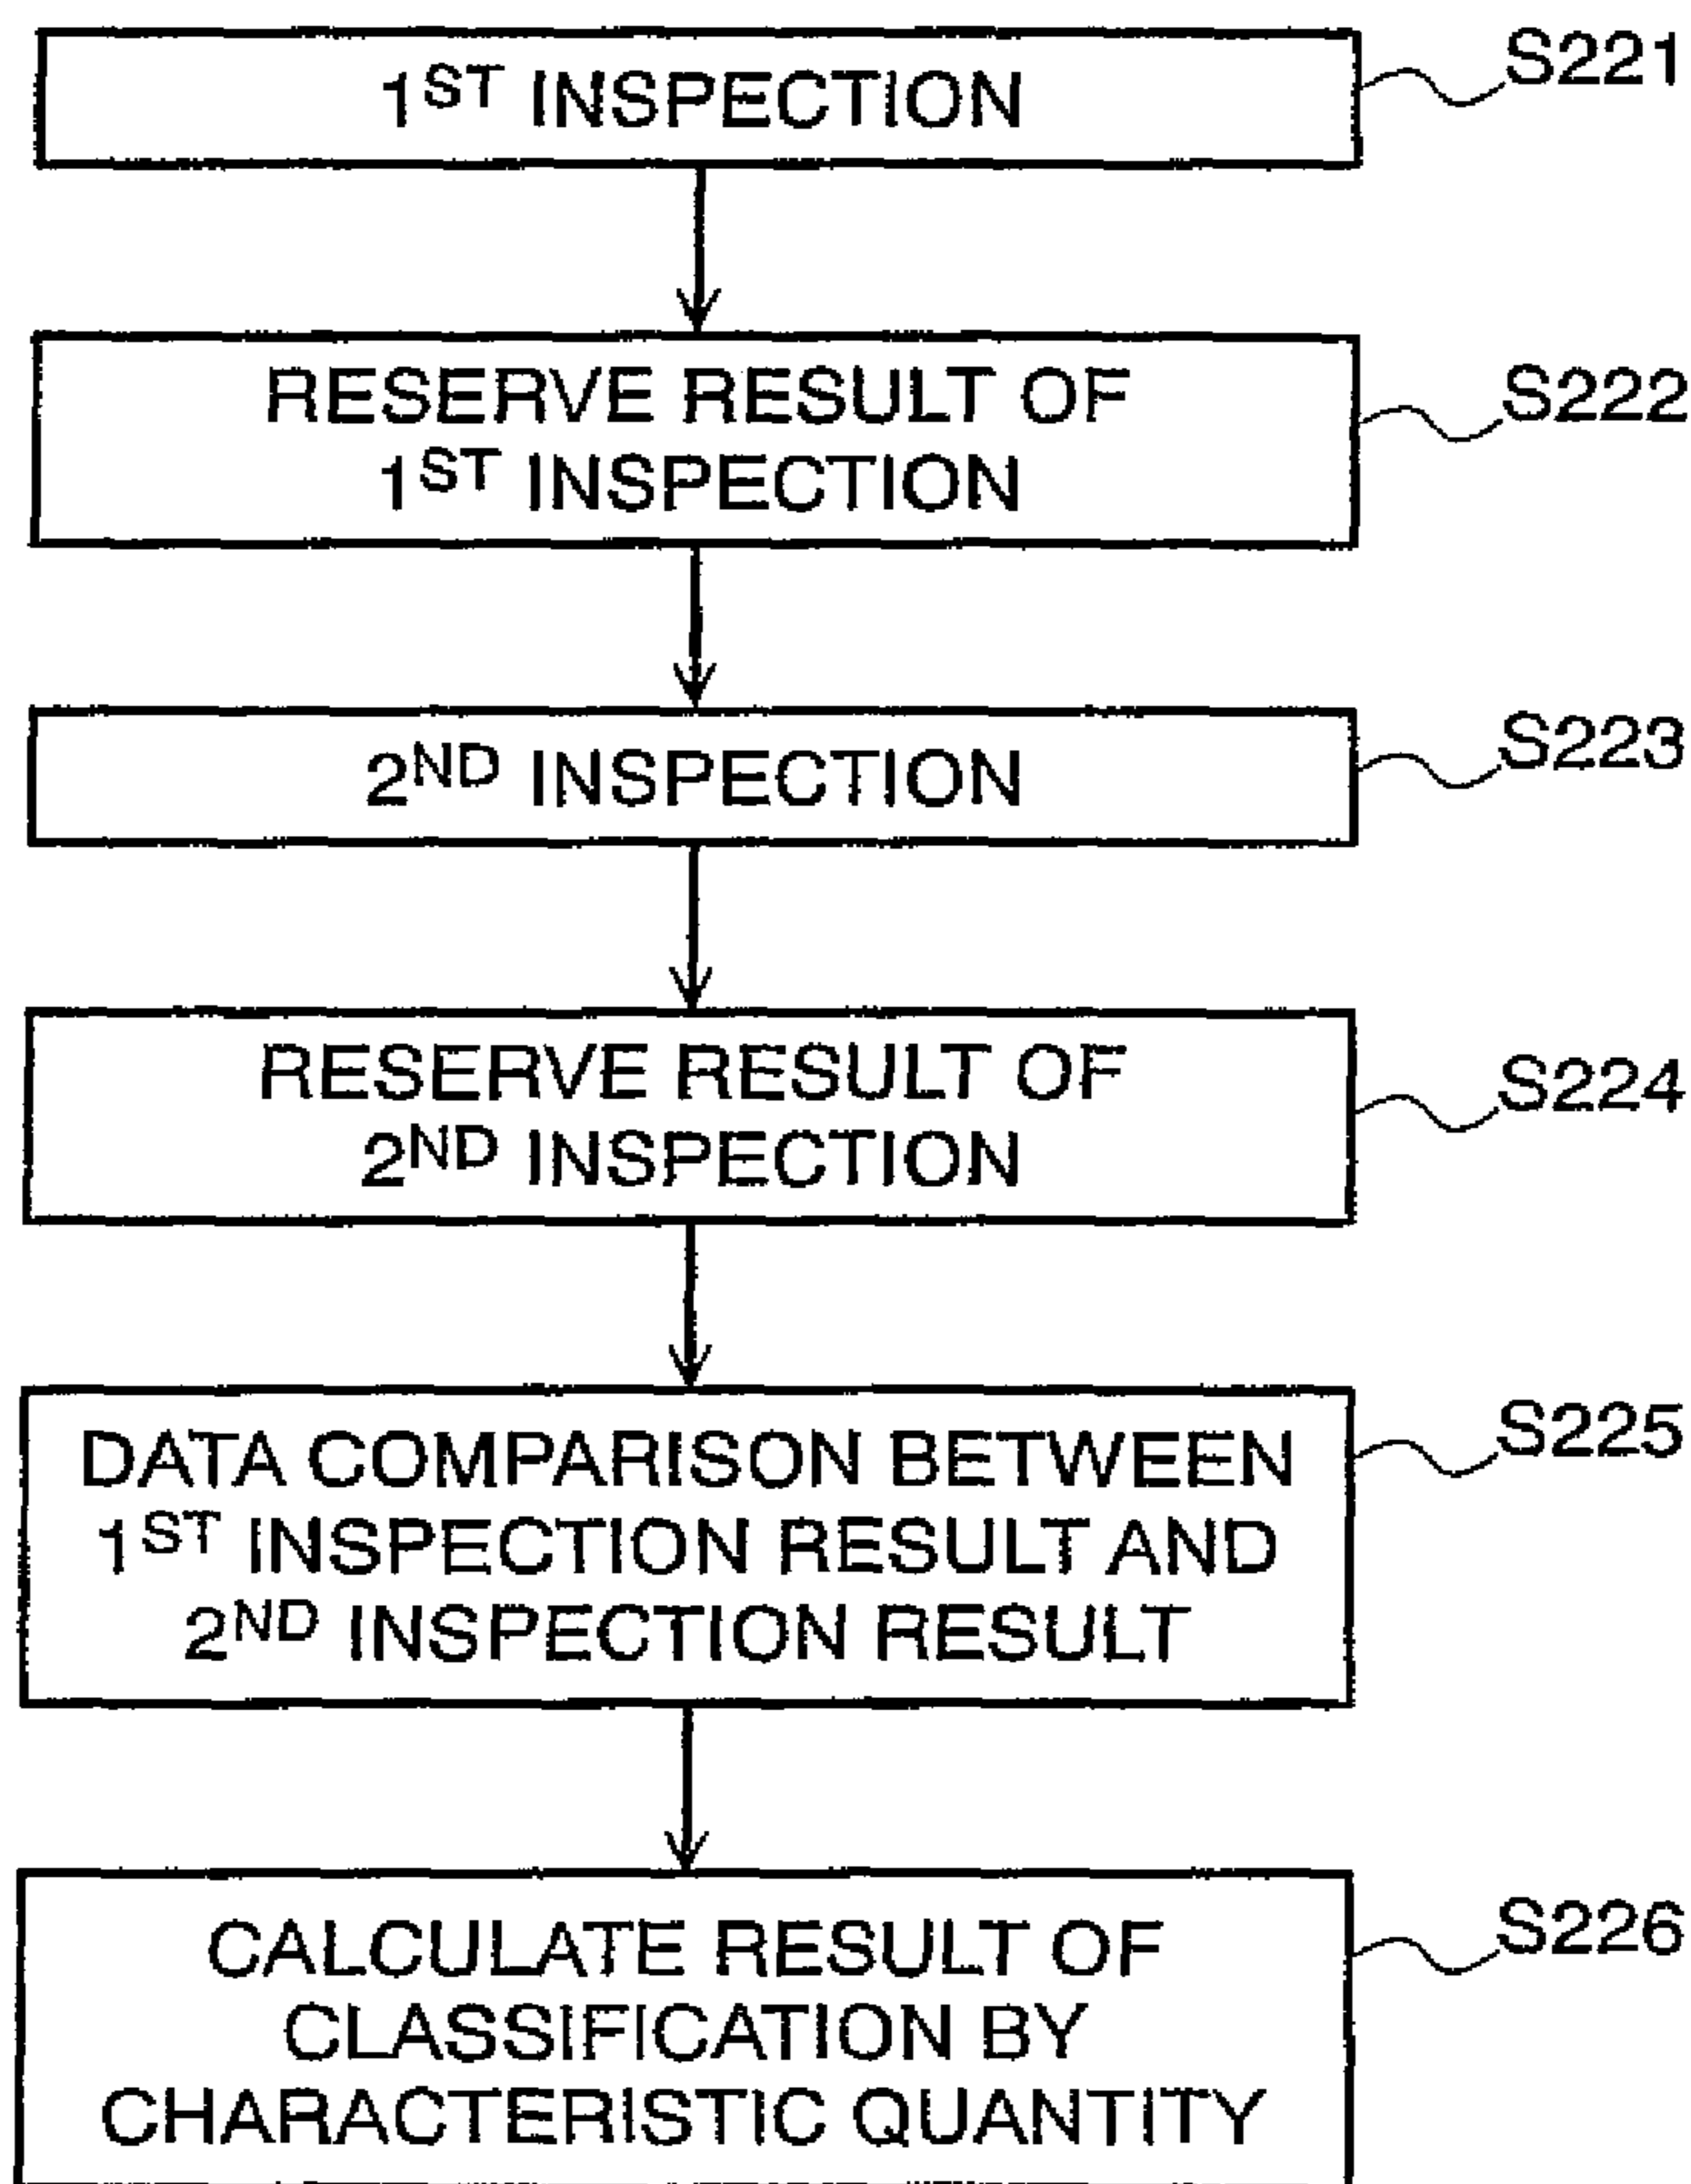 1ST INSPECTION
S221
RESERVE RESULT OF
1ST INSPECTION
S222
2ND INSPECTION
S223
RESERVE RESULT OF
2ND INSPECTION
S224
DATA COMPARISON BETWEEN
1ST INSPECTION RESULT AND
2ND INSPECTION RESULT
S225
CALCULATE RESULT OF
CLASSIFICATION BY
CHARACTERISTIC QUANTITY
S226